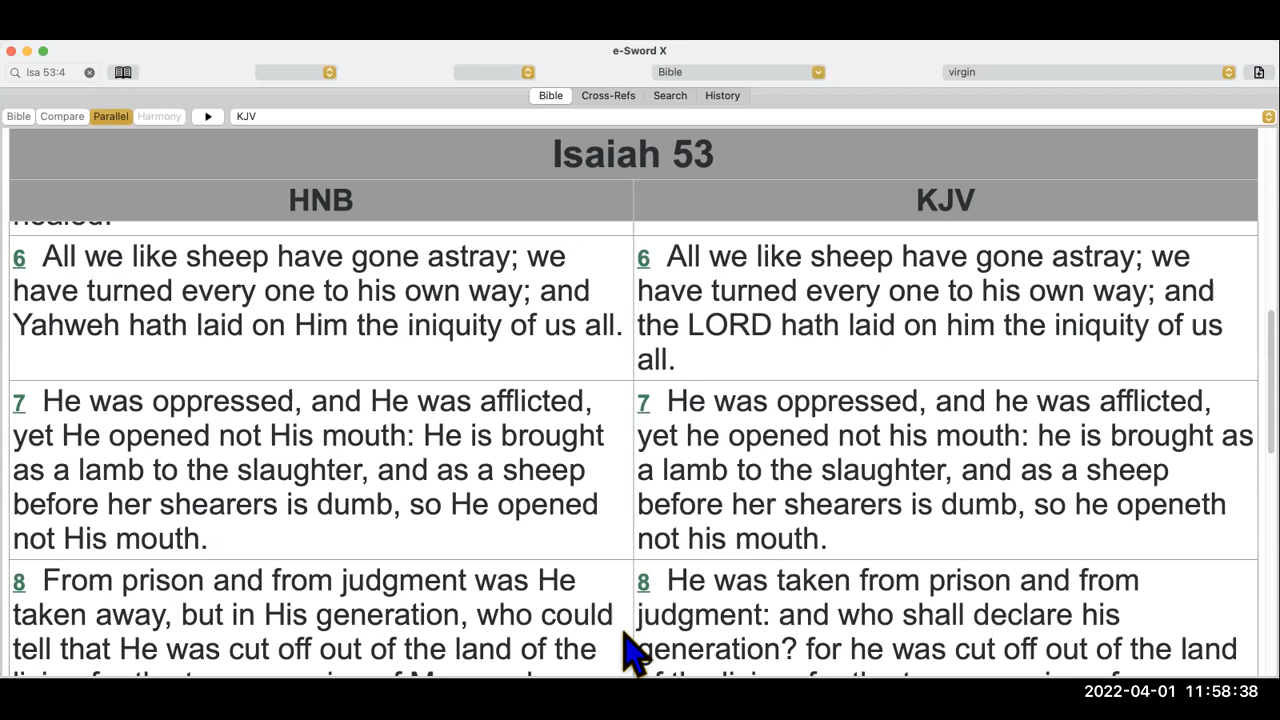 e-Sword X
Isa 53:4
Bible
virgin
Bible Cross-Refs Search History
Bible Compare Parallel Harmony KJV
Isaiah 53
HNB
KJV
healed.
6 All we like sheep have gone astray; we
have turned every one to his own way; and
Yahweh hath laid on Him the iniquity of us all.
7 He was oppressed, and He was afflicted,
yet He opened not His mouth: He is brought
as a lamb to the slaughter, and as a sheep
before her shearers is dumb, so He opened
not His mouth.
8 From prison and from judgment was He
taken away, but in His generation, who could
tell that He was cut off out of the land of the
6 All we like sheep have gone astray; we
have turned every one to his own way; and
the LORD hath laid on him the iniquity of us
all.
7 He was oppressed, and he was afflicted,
yet he opened not his mouth: he is brought as
a lamb to the slaughter, and as a sheep
before her shearers is dumb, so he openeth
not his mouth.
8 He was taken from prison and from
judgment: and who shall declare his
generation? for he was cut off out of the land
2022-04-01 11:58:38